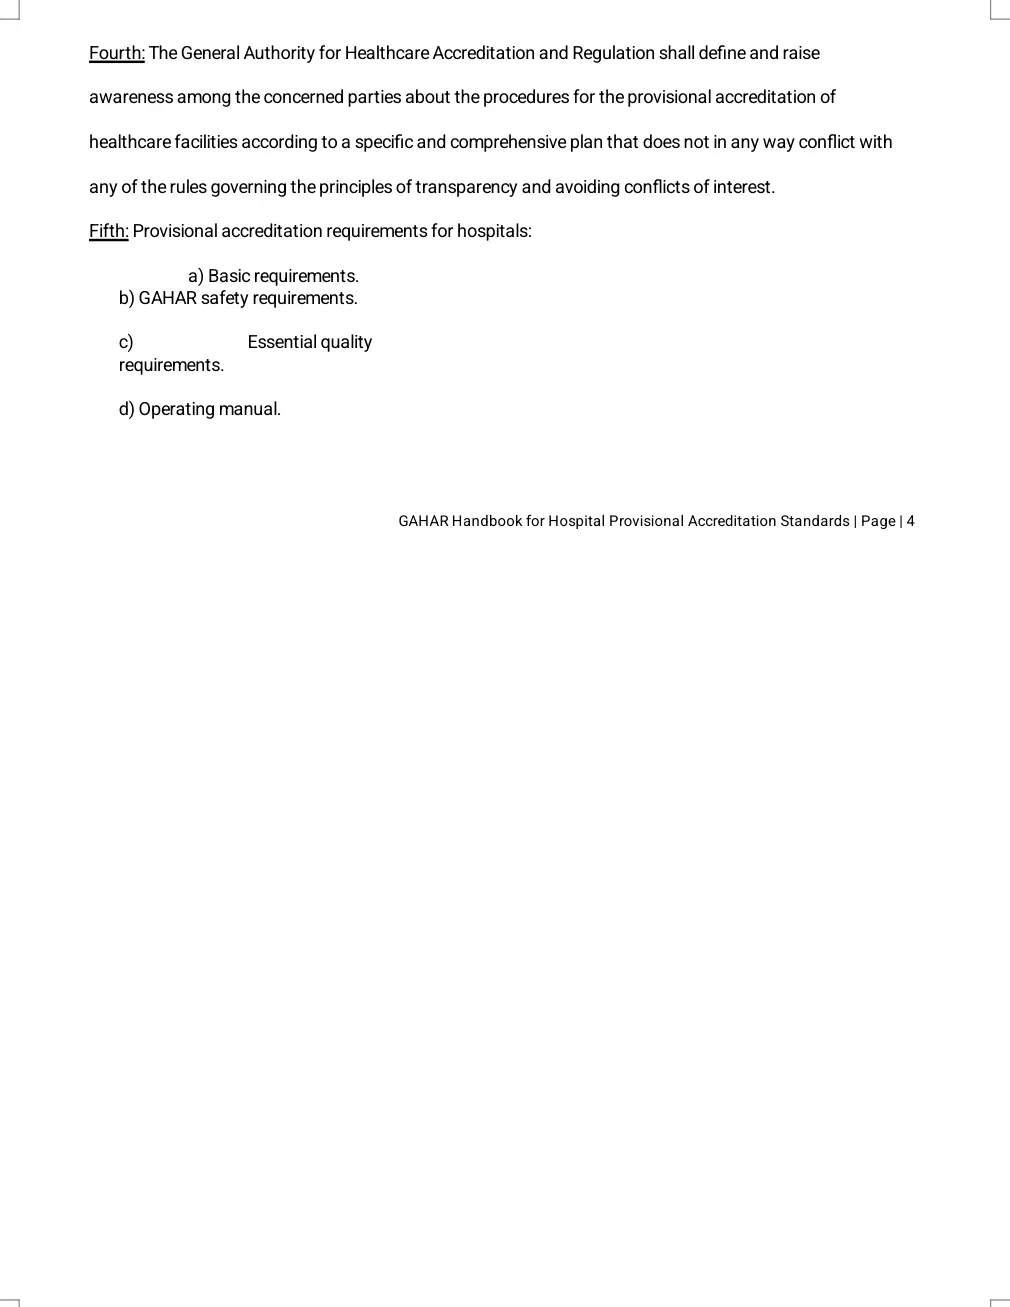 Fourth: The General Authority for Healthcare Accreditation and Regulation shall define and raise
awareness among the concerned parties about the procedures for the provisional accreditation of
healthcare facilities according to a specific and comprehensive plan that does not in any way conflict with
any of the rules governing the principles of transparency and avoiding conflicts of interest.
Fifth: Provisional accreditation requirements for hospitals:
a) Basic requirements.
b) GAHAR safety requirements.
c) Essential quality
requirements.
d) Operating manual.
GAHAR Handbook for Hospital Provisional Accreditation Standards | Page | 4